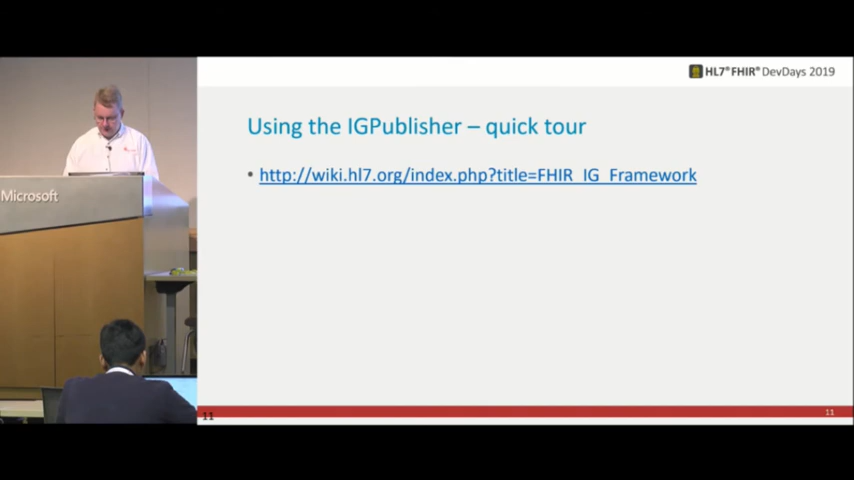 HL7® FHIR® DevDays 2019
Using the IGPublisher – quick tour
• http://wiki.hl7.org/index.php?title=FHIR_IG_Framework
Microsoft
11
11